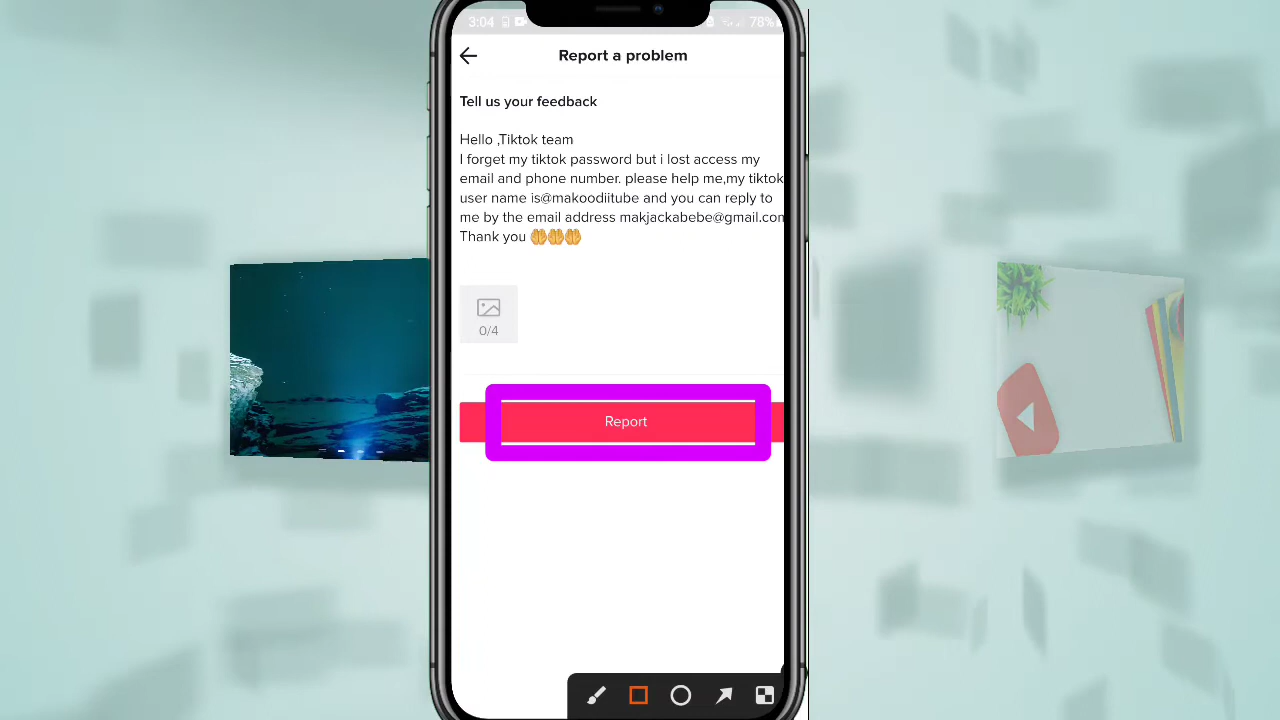 3:04 78%
Report a problem
Tell us your feedback
Hello ,Tiktok team
I forget my tiktok password but i lost access my
email and phone number. please help me,my tiktok
user name is@makoodiitube and you can reply to
me by the email address makjackabebe@gmail.com
Thank you 🤲🤲🤲
0/4
Report